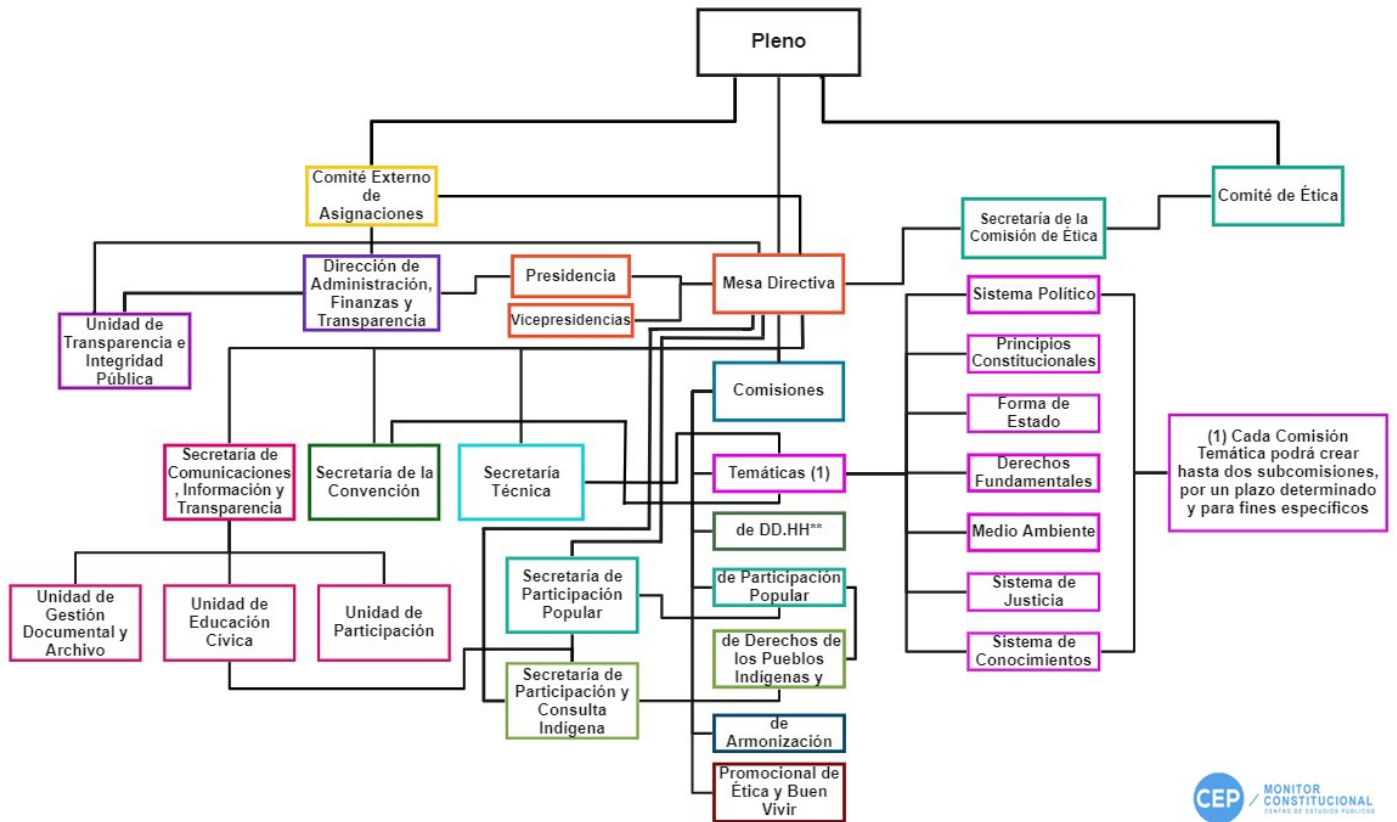 Pleno
Comité Externo
de
Asignaciones
Comité de Ética
Secretaría de la
Comisión de Ética
Dirección de
Administración,
Finanzas y
Transparencia
Presidencia
Vicepresidencias
Mesa Directiva
Unidad de
Transparencia e
Integridad
Pública
Sistema Político
Principios
Constitucionales
Forma de
Estado
Derechos
Fundamentales
Medio Ambiente
Sistema de
Justicia
Sistema de
Conocimientos
(1) Cada Comisión
Temática podrá crear
hasta dos subcomisiones,
por un plazo determinado
y para fines específicos
Comisiones
Secretaría de
Comunicaciones
, Información y
Transparencia
Secretaría de la
Convención
Secretaría
Técnica
Temáticas (1)
de DD.HH**
de Participación
Popular
de Derechos de
los Pueblos
Indígenas y
de
Armonización
Promocional de
Ética y Buen
Vivir
Unidad de
Gestión
Documental y
Archivo
Unidad de
Educación
Cívica
Unidad de
Participación
Secretaría de
Participación
Popular
Secretaría de
Participación y
Consulta
Indígena
CEP
MONITOR
CONSTITUCIONAL
CENTRO DE ESTUDIOS PÚBLICOS